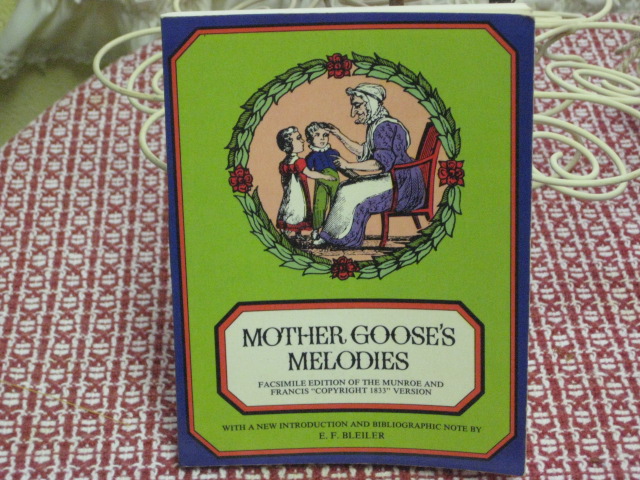 MOTHER GOOSE'S
MELODIES
FACSIMILE EDITION OF THE MUNROE AND
FRANCIS "COPYRIGHT 1833" VERSION
WITH A NEW INTRODUCTION AND BIBLIOGRAPHIC NOTE BY
E. F. BLEILER